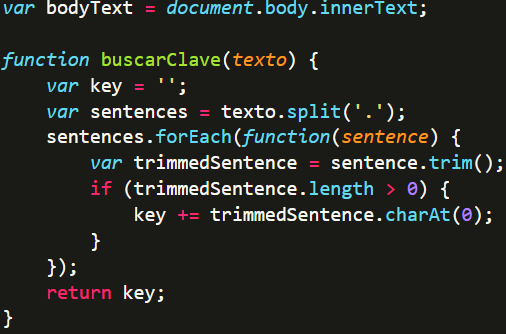 var bodyText = document.body.innerText;
function buscarClave(texto) {
    var key = '';
    var sentences = texto.split('.');
    sentences.forEach(function(sentence) {
        var trimmedSentence = sentence.trim();
        if (trimmedSentence.length > 0) {
            key += trimmedSentence.charAt(0);
        }
    });
    return key;
}